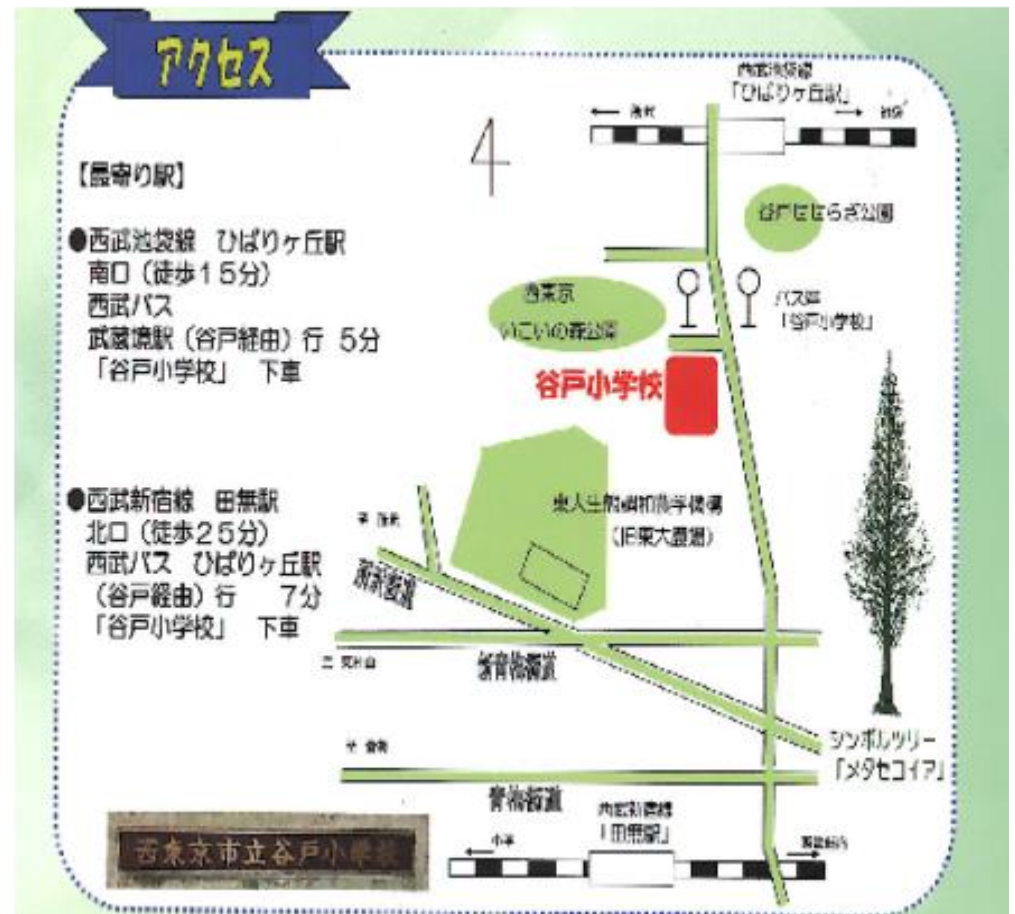 アクセス
【最寄り駅】
●西武池袋線 ひばりヶ丘駅
南口(徒歩15分)
西武バス
武蔵境駅(谷戸経由)行 5分
「谷戸小学校」 下車
●西武新宿線 田無駅
北口(徒歩25分)
西武バス ひばりヶ丘駅
(谷戸経由)行 7分
「谷戸小学校」 下車
4
西武池袋線
「ひばりヶ丘駅」
谷戸せせらぎ公園
西東京
いこいの森公園
バス停
「谷戸小学校」
谷戸小学校
(旧東大農場)
新青梅街道
青梅街道
シンボルツリー
「メタセコイア」
西武新宿線
「田無駅」
小平
西東京市立谷戸小学校